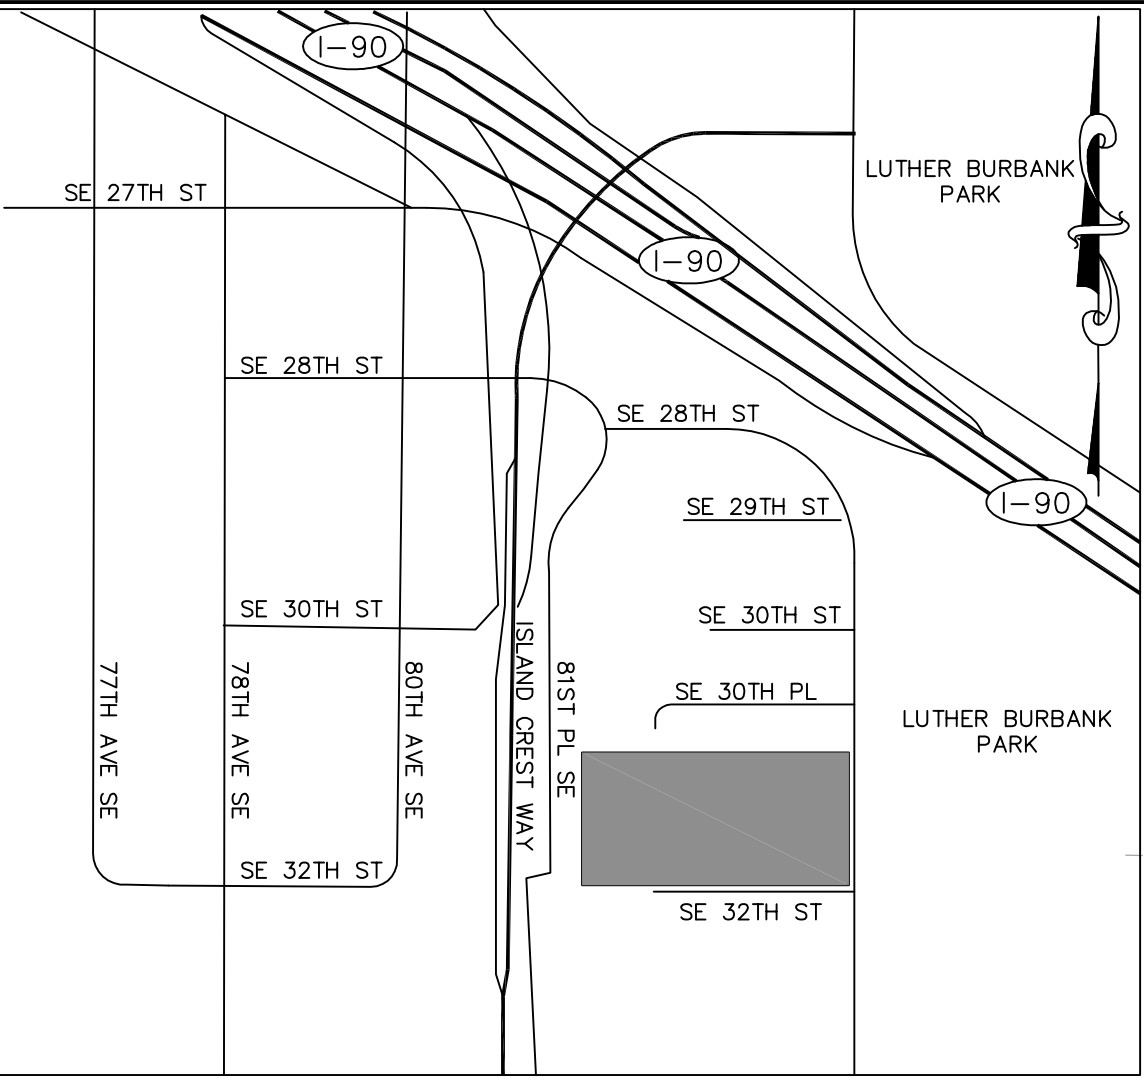 I-90
LUTHER BURBANK
PARK
SE 27TH ST
I-90
SE 28TH ST
SE 28TH ST
I-90
SE 29TH ST
SE 30TH ST
SE 30TH ST
77TH AVE SE
78TH AVE SE
80TH AVE SE
ISLAND CREST WAY
81ST PL SE
SE 30TH PL
LUTHER BURBANK
PARK
SE 32TH ST
SE 32TH ST